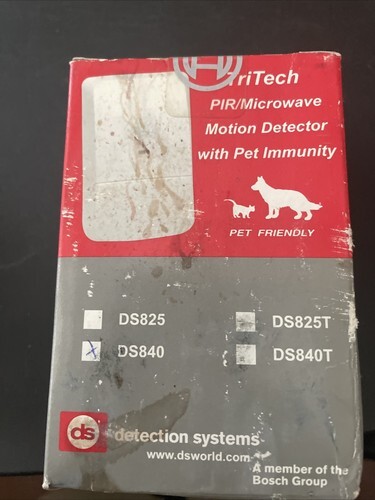 TriTech
PIR/Microwave
Motion Detector
with Pet Immunity
PET FRIENDLY
DS825
DS825T
DS840
DS840T
ds detection systems
www.dsworld.com
A member of the
Bosch Group